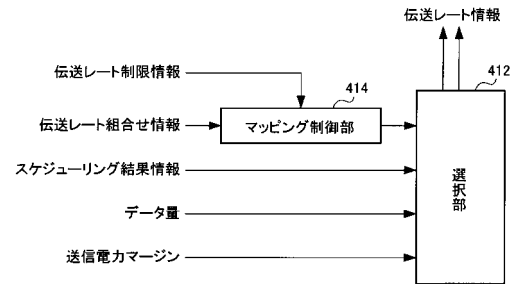 伝送レート情報
412
伝送レート制限情報
414
伝送レート組合せ情報
マッピング制御部
スケジューリング結果情報
選択部
データ量
送信電力マージン